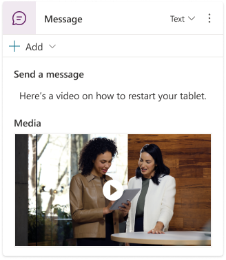 Message
Text
Add
Send a message
Here's a video on how to restart your tablet.
Media